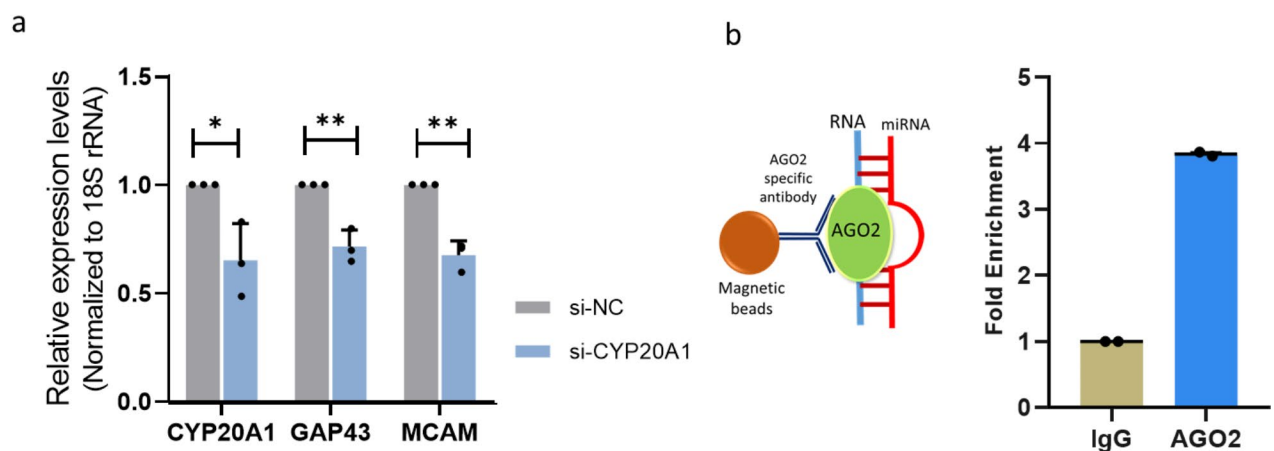 a
Relative expression levels
(Normalized to 18S rRNA)
1.5
1.0
0.5
0.0
*
**
**
CYP20A1
GAP43
MCAM
si-NC
si-CYP20A1
b
RNA
miRNA
AGO2
specific
antibody
AGO2
Magnetic
beads
Fold Enrichment
5
4
3
2
1
0
IgG
AGO2